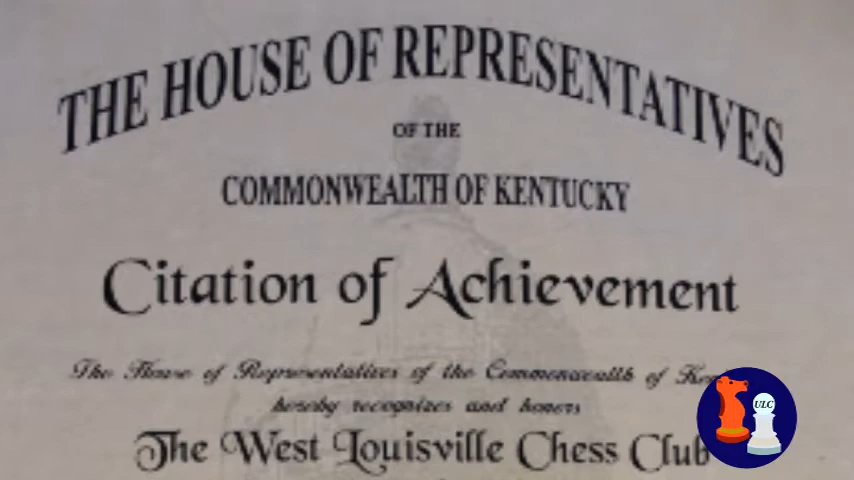 THE HOUSE OF REPRESENTATIVES
OF THE
COMMONWEALTH OF KENTUCKY
Citation of Achievement
The House of Representatives of the Commonwealth of
hereby recognizes and honors
The West Louisville Chess Club
ULC